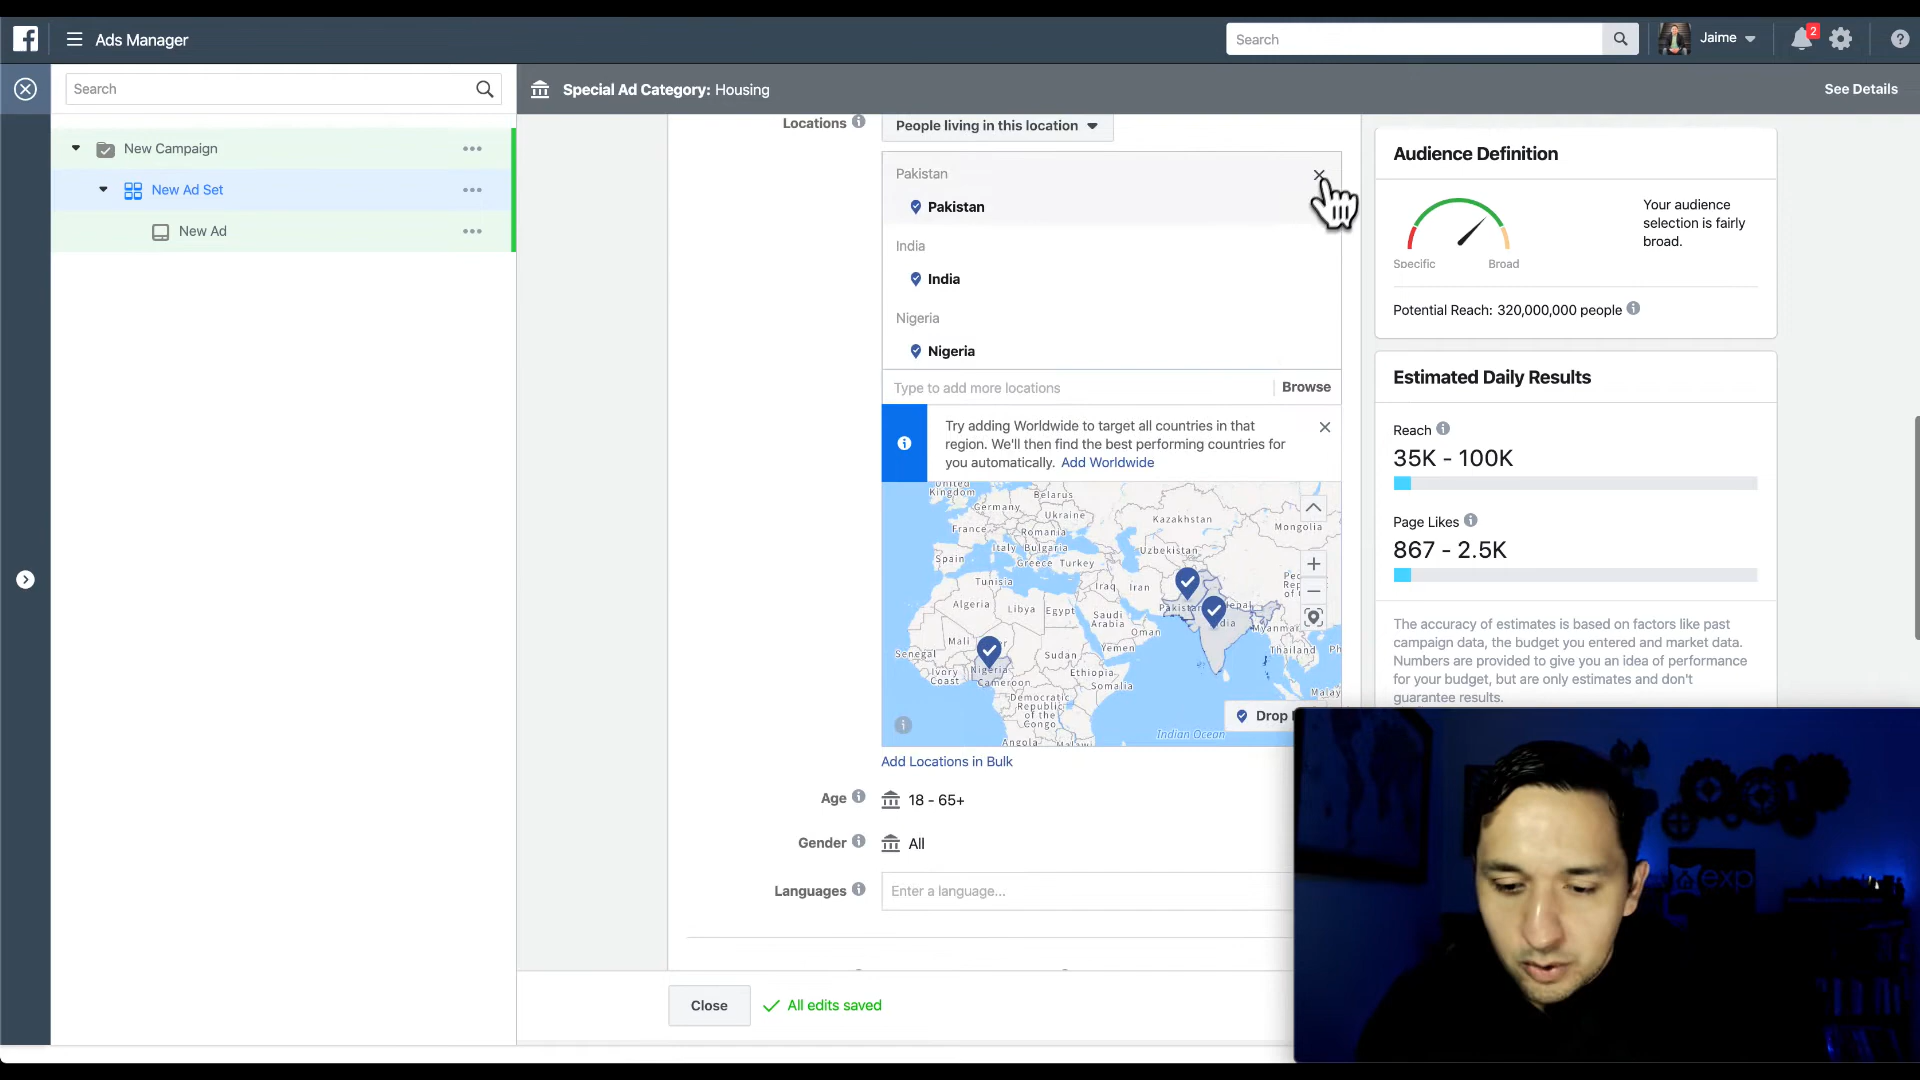 Ads Manager
Search
Jaime
2
Search
Special Ad Category: Housing
See Details
New Campaign
New Ad Set
New Ad
Locations
People living in this location
Pakistan
Pakistan
India
India
Nigeria
Nigeria
Type to add more locations
Browse
Try adding Worldwide to target all countries in that
region. We'll then find the best performing countries for
you automatically. Add Worldwide
United
Kingdom
Belarus
Germany
Ukraine
Kazakhstan
Mongolia
France
Romania
Italy
Bulgaria
Uzbekistan
Spain
Greece
Turkey
Tunisia
Iraq
Iran
Algeria
Libya
Egypt
Saudi
Arabia
Pakistan
Oman
Myanmar
Mali
Sudan
Yemen
Thailand
Senegal
Nigeria
Ivory
Coast
Cameroon
Ethiopia
Somalia
Democratic
Republic
of the
Congo
Angola
Indian Ocean
Drop
Add Locations in Bulk
Age
18 - 65+
Gender
All
Languages
Enter a language...
Close
All edits saved
Audience Definition
Your audience
selection is fairly
broad.
Specific
Broad
Potential Reach: 320,000,000 people
Estimated Daily Results
Reach
35K - 100K
Page Likes
867 - 2.5K
The accuracy of estimates is based on factors like past
campaign data, the budget you entered and market data.
Numbers are provided to give you an idea of performance
for your budget, but are only estimates and don't
guarantee results.
exp